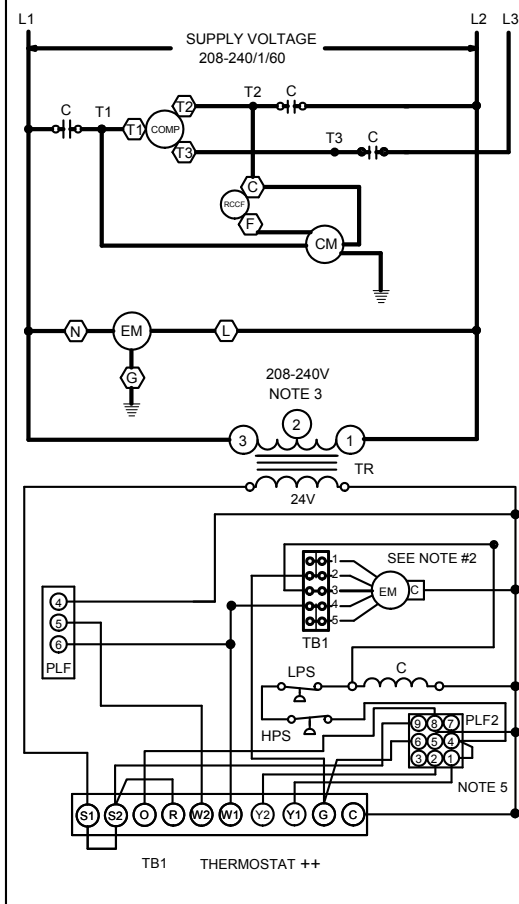 L1 L2 L3
SUPPLY VOLTAGE
208-240/1/60
C T1 T1 COMP T2 T2 C
T3 T3 C
C
RCCF
F
CM
N EM L
G
208-240V
NOTE 3
3 2 1
TR
24V
SEE NOTE #2
1
2
3 EM C
4
5
TB1
4
5
6
PLF
LPS C
HPS
PLF2
9 8 7
6 5 4
3 2 1
NOTE 5
S1 S2 O R W2 W1 Y2 Y1 G C
TB1 THERMOSTAT ++